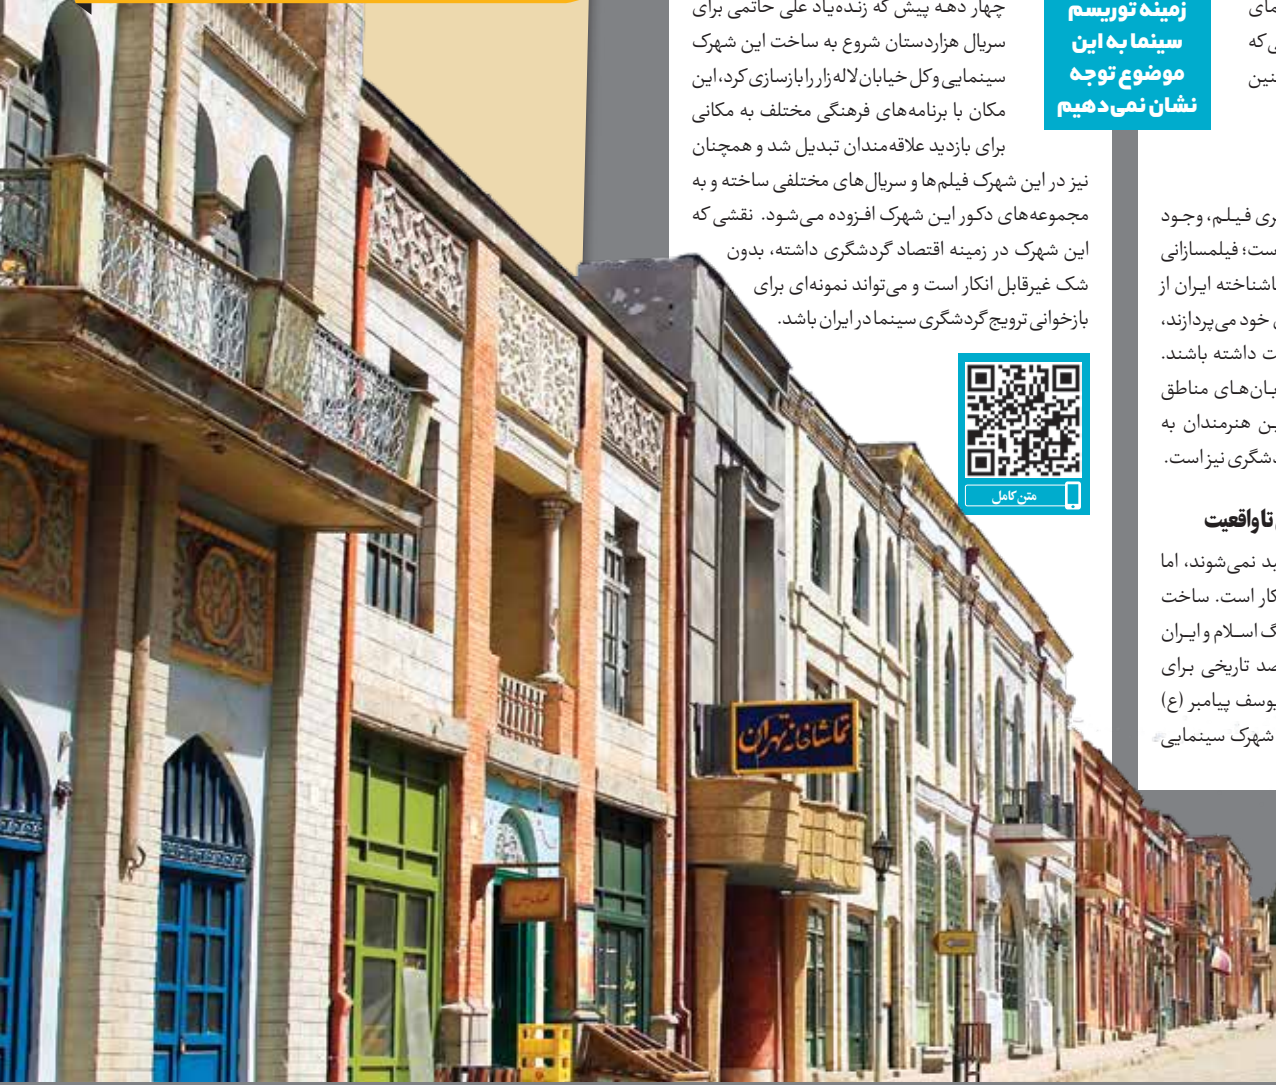 مای
ی‌که
نین
زمینه توریسم
سینما به این
موضوع توجه
نشان نمی‌دهیم
ری فیلم، وجود
ست؛ فیلمسازانی
اشناخته ایران از
خود می‌پردازند،
ت داشته باشند.
بان‌های مناطق
ین هنرمندان به
دشگری نیز است.
تا واقعیت
ید نمی‌شوند، اما
کار است. ساخت
گ اسلام و ایران
صد تاریخی برای
یوسف پیامبر (ع)
شهرک سینمایی
چهار دهه پیش که زنده‌یاد علی حاتمی برای
سریال هزاردستان شروع به ساخت این شهرک
سینمایی و کل خیابان لاله‌زار را بازسازی کرد، این
مکان با برنامه‌های فرهنگی مختلف به مکانی
برای بازدید علاقه‌مندان تبدیل شد و همچنان
نیز در این شهرک فیلم‌ها و سریال‌های مختلفی ساخته و به
مجموعه‌های دکور این شهرک افزوده می‌شود. نقشی که
این شهرک در زمینه اقتصاد گردشگری داشته، بدون
شک غیرقابل انکار است و می‌تواند نمونه‌ای برای
بازخوانی ترویج گردشگری سینما در ایران باشد.
متن کامل
تماشاخانه تهران